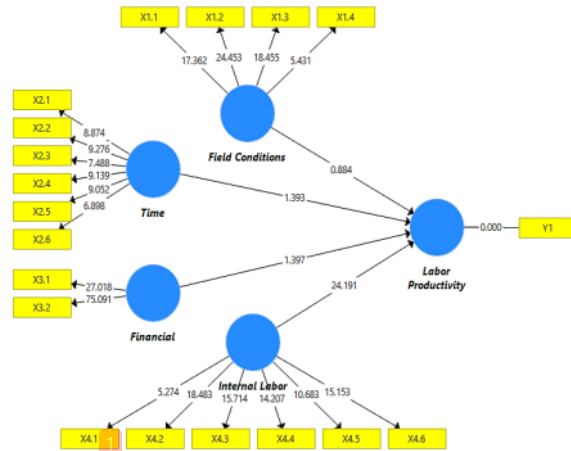 X1.1 X1.2 X1.3 X1.4
17.362 24.453 18.455 5.431
X2.1
X2.2
X2.3
X2.4
X2.5
X2.6
8.874
9.276
7.488
9.139
9.052
6.898
Time
Field Conditions
0.884
1.393
X3.1
X3.2
27.018
75.091
Financial
1.397
24.191
Labor
Productivity
0.000
Y1
Internal Labor
5.274 18.483 15.714 14.207 10.683 15.153
X4.1 X4.2 X4.3 X4.4 X4.5 X4.6
1